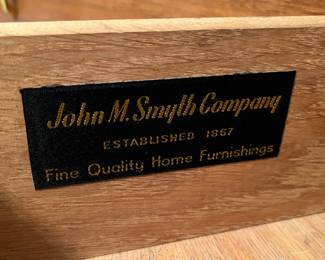 John M. Smyth Company
ESTABLISHED 1867
Fine Quality Home Furnishings